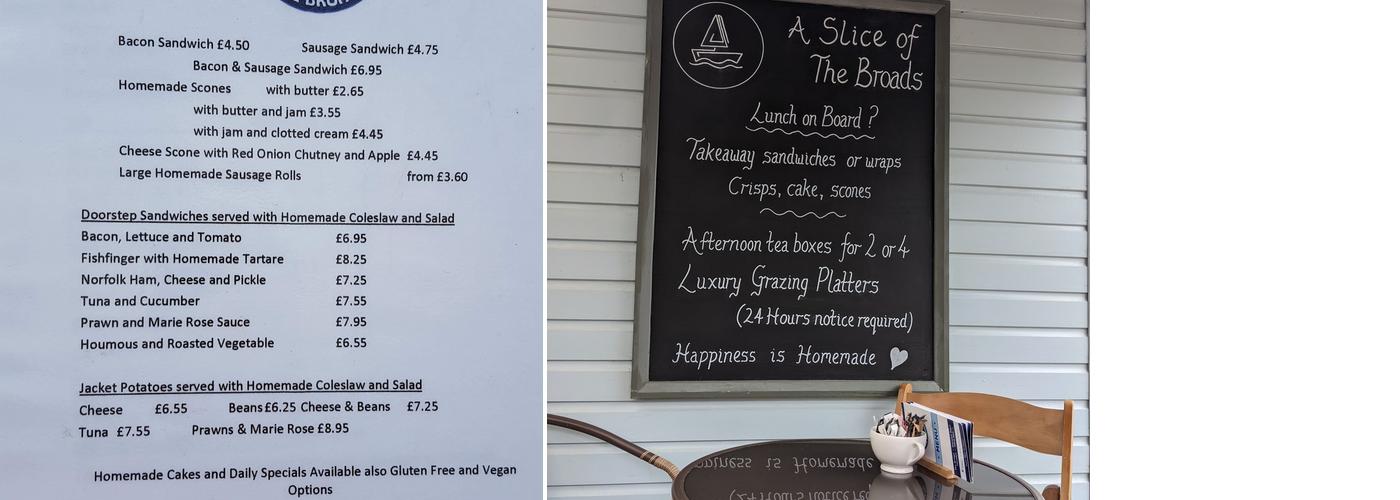 Bacon Sandwich £4.50 Sausage Sandwich £4.75
Bacon & Sausage Sandwich £6.95
Homemade Scones with butter £2.65
with butter and jam £3.55
with jam and clotted cream £4.45
Cheese Scone with Red Onion Chutney and Apple £4.45
Large Homemade Sausage Rolls from £3.60
Doorstep Sandwiches served with Homemade Coleslaw and Salad
Bacon, Lettuce and Tomato £6.95
Fishfinger with Homemade Tartare £8.25
Norfolk Ham, Cheese and Pickle £7.25
Tuna and Cucumber £7.55
Prawn and Marie Rose Sauce £7.95
Houmous and Roasted Vegetable £6.55
Jacket Potatoes served with Homemade Coleslaw and Salad
Cheese £6.55 Beans £6.25 Cheese & Beans £7.25
Tuna £7.55 Prawns & Marie Rose £8.95
Homemade Cakes and Daily Specials Available also Gluten Free and Vegan
Options
A Slice of
The Broads
Lunch on Board ?
Takeaway sandwiches or wraps
Crisps, cake, scones
Afternoon tea boxes for 2 or 4
Luxury Grazing Platters
(24 Hours notice required)
Happiness is Homemade
MENU